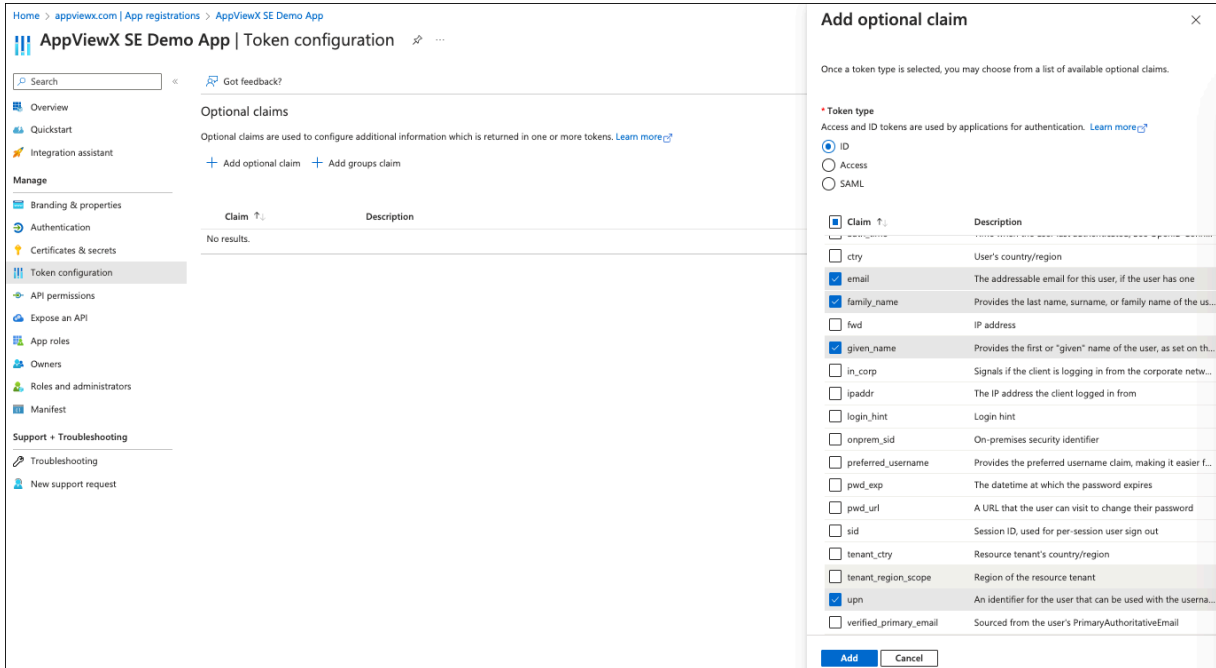 Home > appviewx.com | App registrations > AppViewX SE Demo App
AppViewX SE Demo App | Token configuration
Search
Overview
Quickstart
Integration assistant
Manage
Branding & properties
Authentication
Certificates & secrets
Token configuration
API permissions
Expose an API
App roles
Owners
Roles and administrators
Manifest
Support + Troubleshooting
Troubleshooting
New support request
Got feedback?
Optional claims
Optional claims are used to configure additional information which is returned in one or more tokens. Learn more
Add optional claim Add groups claim
Claim Description
No results.
Add optional claim
Once a token type is selected, you may choose from a list of available optional claims.
* Token type
Access and ID tokens are used by applications for authentication. Learn more
ID
Access
SAML
Claim Description
ctry User's country/region
email The addressable email for this user, if the user has one
family_name Provides the last name, surname, or family name of the us...
fwd IP address
given_name Provides the first or "given" name of the user, as set on th...
in_corp Signals if the client is logging in from the corporate netw...
ipaddr The IP address the client logged in from
login_hint Login hint
onprem_sid On-premises security identifier
preferred_username Provides the preferred username claim, making it easier f...
pwd_exp The datetime at which the password expires
pwd_url A URL that the user can visit to change their password
sid Session ID, used for per-session user sign out
tenant_ctry Resource tenant's country/region
tenant_region_scope Region of the resource tenant
upn An identifier for the user that can be used with the userna...
verified_primary_email Sourced from the user's PrimaryAuthoritativeEmail
Add Cancel